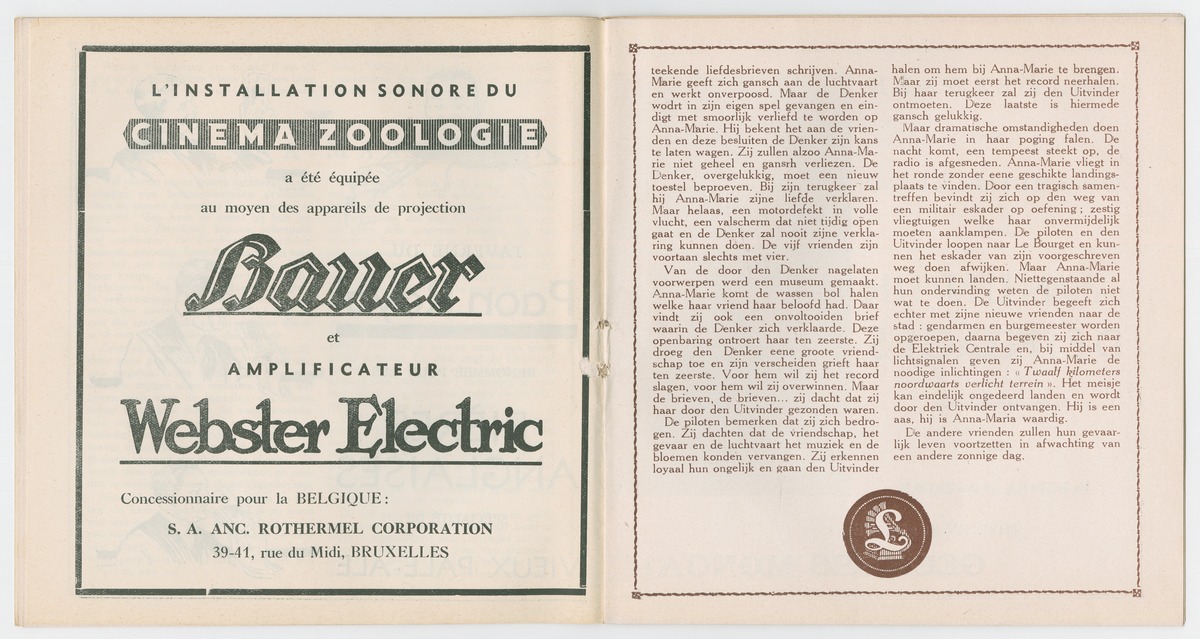 L'INSTALLATION SONORE DU
CINEMA ZOOLOGIE
a été équipée
au moyen des appareils de projection
Bauer
et
AMPLIFICATEUR
Webster Electric
Concessionnaire pour la BELGIQUE :
S. A. ANC. ROTHERMEL CORPORATION
39-41, rue du Midi, BRUXELLES
teekende liefdesbrieven schrijven. Anna-
Marie geeft zich gansch aan de luchtvaart
en werkt onverpoosd. Maar de Denker
wodrt in zijn eigen spel gevangen en ein-
digt met smoorlijk verliefd te worden op
Anna-Marie. Hij bekent het aan de vrien-
den en deze besluiten de Denker zijn kans
te laten wagen. Zij zullen alzoo Anna-Ma-
rie niet geheel en gansrh verliezen. De
Denker, overgelukkig, moet een nieuw
toestel beproeven. Bij zijn terugkeer zal
hij Anna-Marie zijne liefde verklaren.
Maar helaas, een motordefekt in volle
vlucht, een valscherm dat niet tijdig open
gaat en de Denker zal nooit zijne verkla-
ring kunnen doen. De vijf vrienden zijn
voortaan slechts met vier.
Van de door den Denker nagelaten
voorwerpen werd een museum gemaakt.
Anna-Marie komt de wassen bol halen
welke haar vriend haar beloofd had. Daar
vindt zij ook een onvoltooiden brief
waarin de Denker zich verklaarde. Deze
openbaring ontroert haar ten zeerste. Zij
droeg den Denker eene groote vriend-
schap toe en zijn verscheiden grieft haar
ten zeerste. Voor hem wil zij het record
slagen, voor hem wil zij overwinnen. Maar
de brieven, de brieven... zij dacht dat zij
haar door den Uitvinder gezonden waren.
De piloten bemerken dat zij zich bedro-
gen. Zij dachten dat de vriendschap, het
gevaar en de luchtvaart het muziek en de
bloemen konden vervangen. Zij erkennen
loyaal hun ongelijk en gaan den Uitvinder
halen om hem bij Anna-Marie te brengen.
Maar zij moet eerst het record neerhalen.
Bij haar terugkeer zal zij den Uitvinder
ontmoeten. Deze laatste is hiermede
gansch gelukkig.
Maar dramatische omstandigheden doen
Anna-Marie in haar poging falen. De
nacht komt, een tempeest steekt op, de
radio is afgesneden. Anna-Marie vliegt in
het ronde zonder eene geschikte landings-
plaats te vinden. Door een tragisch samen-
treffen bevindt zij zich op den weg van
een militair eskader op oefening ; zestig
vliegtuigen welke haar onvermijdelijk
moeten aanklampen. De piloten en den
Uitvinder loopen naar Le Bourget en kun-
nen het eskader van zijn voorgeschreven
weg doen afwijken. Maar Anna-Marie
moet kunnen landen. Niettegenstaande al
hun ondervinding weten de piloten niet
wat te doen. De Uitvinder begeeft zich
echter met zijne nieuwe vrienden naar de
stad : gendarmen en burgemeester worden
opgeroepen, daarna begeven zij zich naar
de Elektriek Centrale en, bij middel van
lichtsignalen geven zij Anna-Marie de
noodige inlichtingen : « Twaalf kilometers
noordwaarts verlicht terrein ». Het meisje
kan eindelijk ongedeerd landen en wordt
door den Uitvinder ontvangen. Hij is een
aas, hij is Anna-Maria waardig.
De andere vrienden zullen hun gevaar-
lijk leven voortzetten in afwachting van
een andere zonnige dag.
L